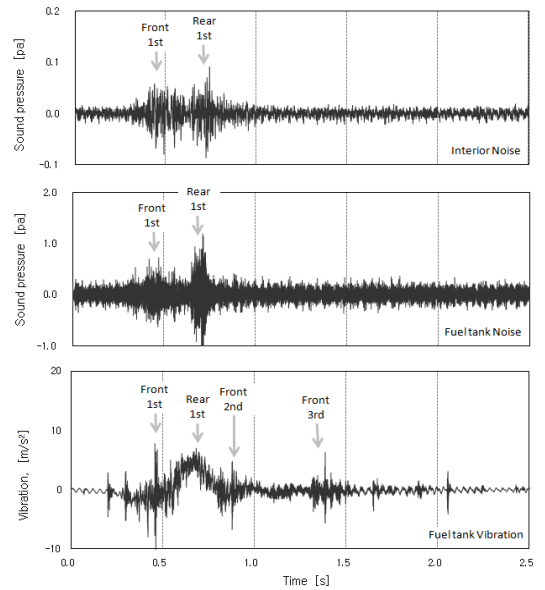 0.2
Front
1st
Rear
1st
0.1
0.0
-0.1
Sound pressure [pa]
Interior Noise
2.0
Front
1st
Rear
1st
1.0
0.0
-1.0
Sound pressure [pa]
Fuel tank Noise
20
Front
1st
Rear
1st
Front
2nd
Front
3rd
10
0
-10
Vibration, [m/s²]
Fuel tank Vibration
0.0 0.5 1.0 1.5 2.0 2.5
Time [s]